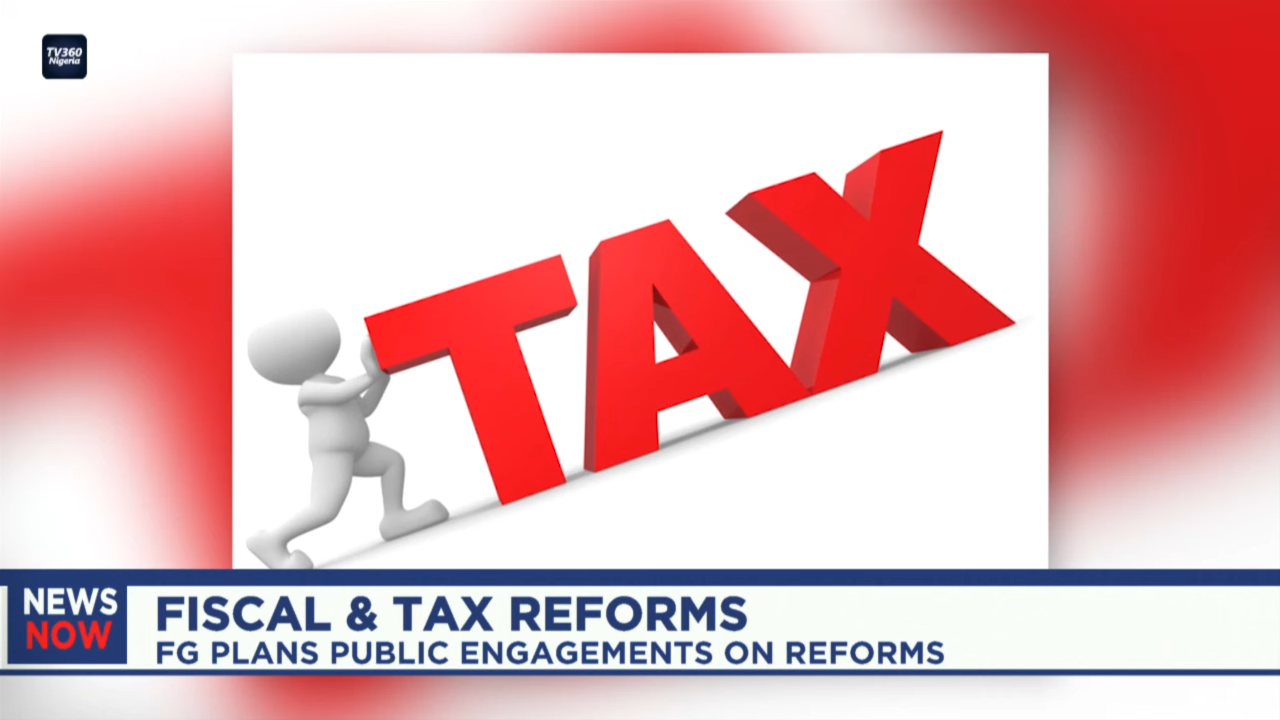 TV360
Nigeria
TAX
NEWS
NOW
FISCAL & TAX REFORMS
FG PLANS PUBLIC ENGAGEMENTS ON REFORMS